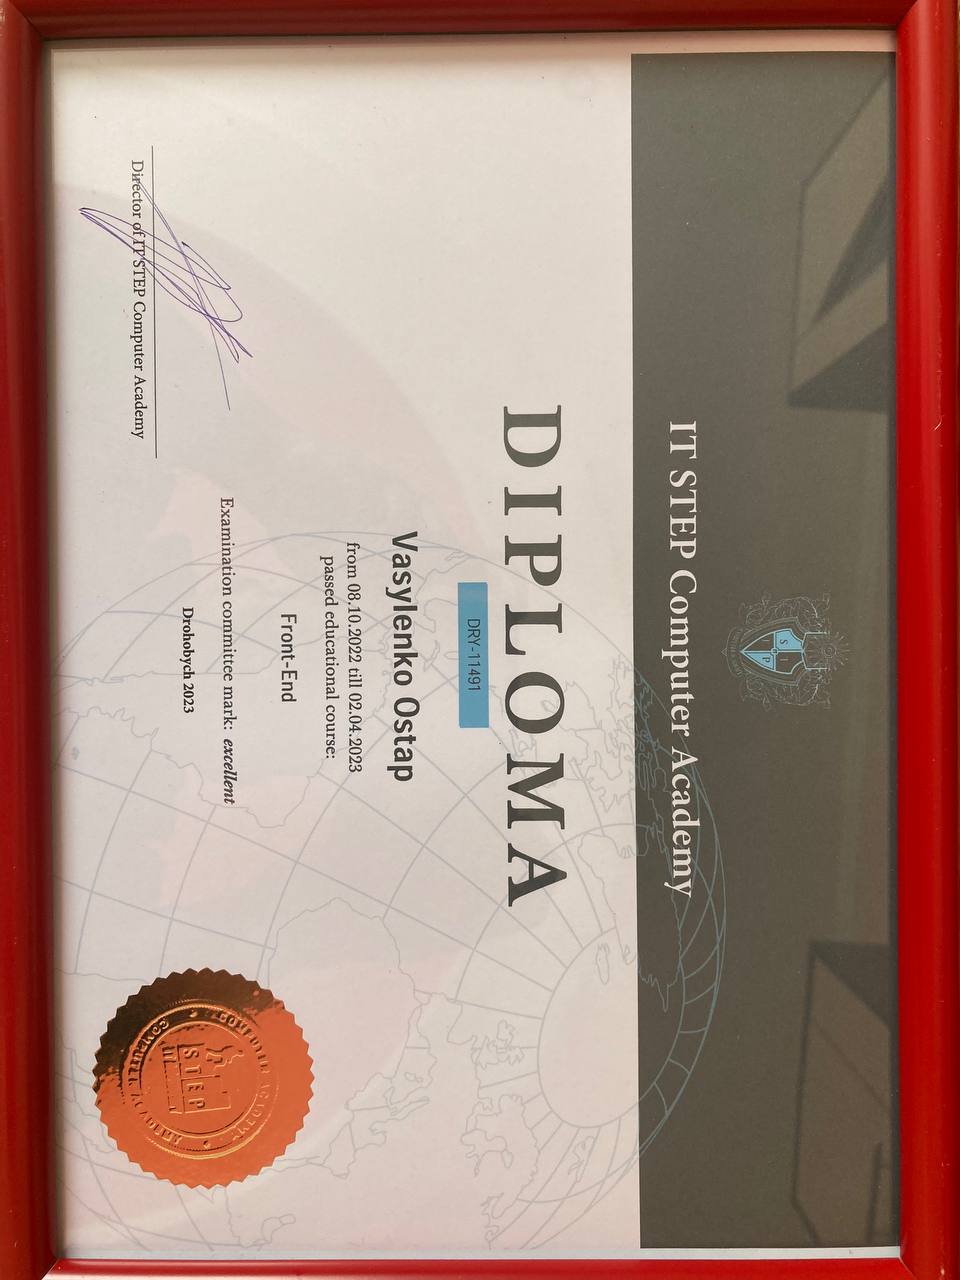 S
T
P
IT STEP Computer Academy
DIPLOMA
DRY-11491
Vasylenko Ostap
from 08.10.2022 till 02.04.2023
passed educational course:
Front-End
Examination committee mark: excellent
Drohobych 2023
Director of IT STEP Computer Academy
COMPUTER ACADEMY
STEP
COMPUTER ACADEMY